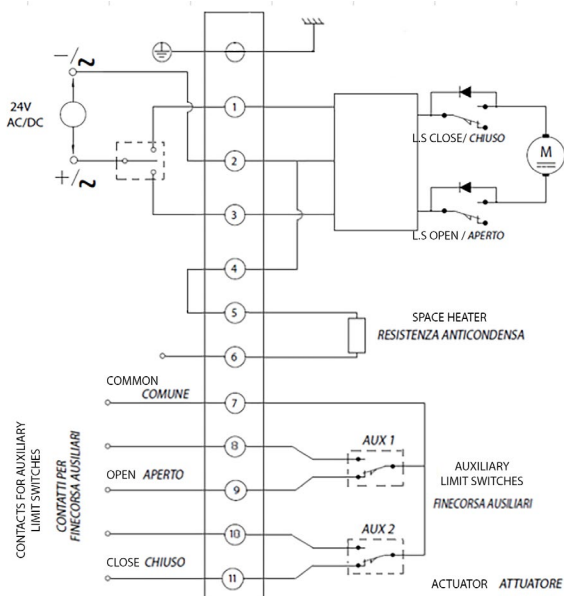 − / ~
24V
AC/DC
+ / ~
1
2
3
4
5
6
7
8
9
10
11
L.S CLOSE/ CHIUSO
M
L.S OPEN / APERTO
SPACE HEATER
RESISTENZA ANTICONDENSA
COMMON
COMUNE
OPEN APERTO
CLOSE CHIUSO
CONTACTS FOR AUXILIARY
LIMIT SWITCHES
CONTATTI PER
FINECORSA AUSILIARI
AUX 1
AUX 2
AUXILIARY
LIMIT SWITCHES
FINECORSA AUSILIARI
ACTUATOR ATTUATORE